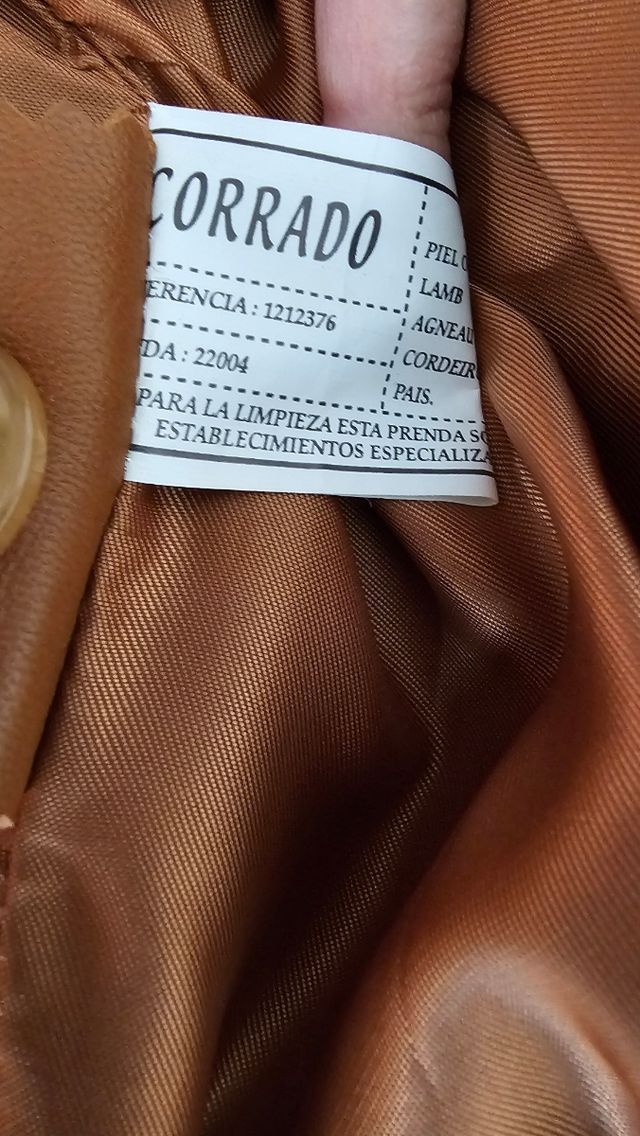 CORRADO
ERENCIA : 1212376
DA : 22004
PIEL
LAMB
AGNEAU
CORDEIR
PAIS.
PARA LA LIMPIEZA ESTA PRENDA
ESTABLECIMIENTOS ESPECIALIZA